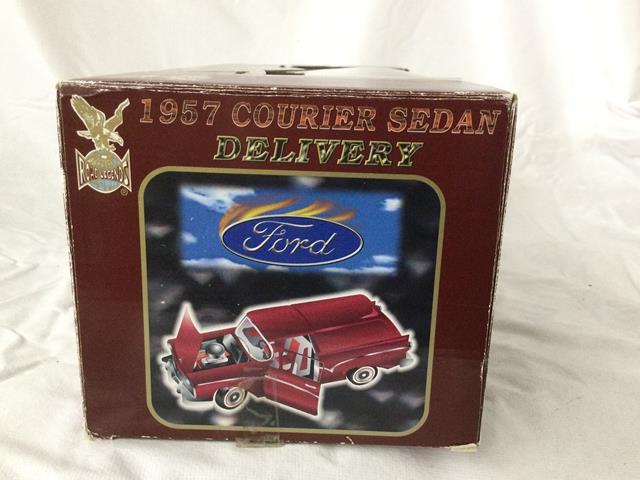 1957 COURIER SEDAN
DELIVERY
ROAD LEGENDS
®
Ford